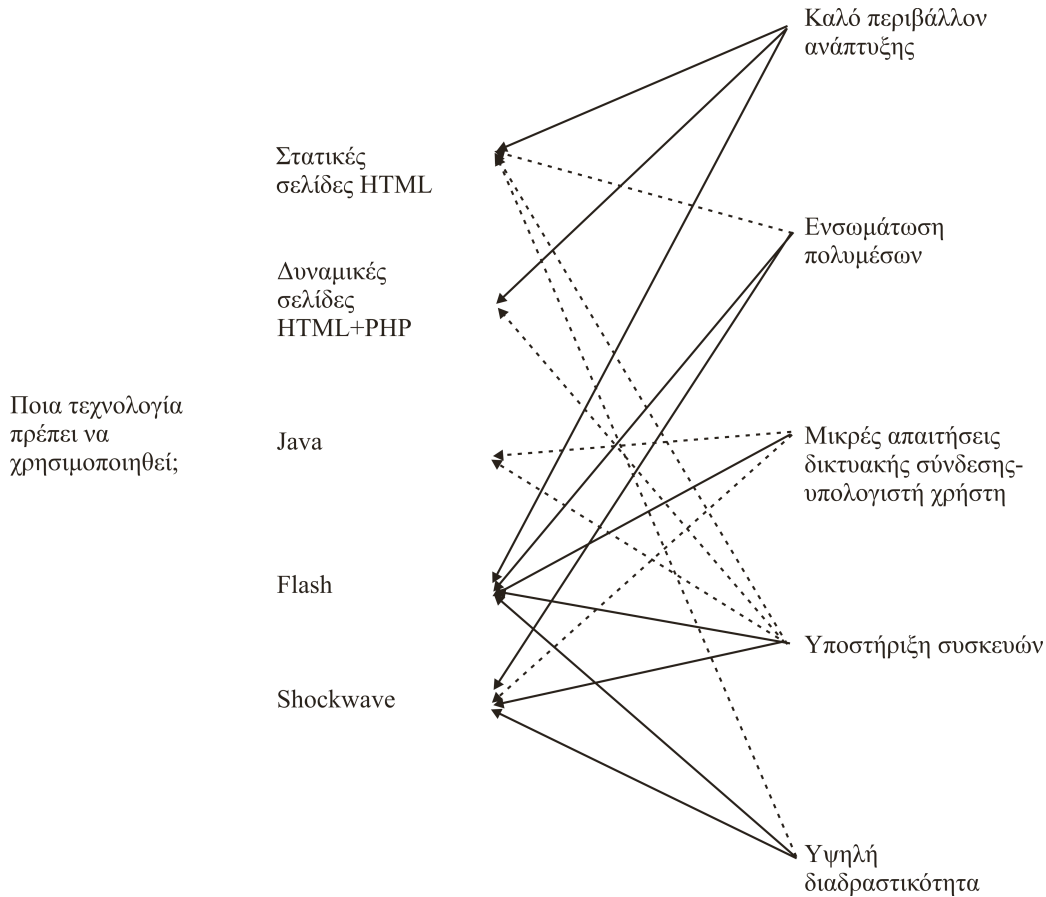 Ποια τεχνολογία
πρέπει να
χρησιμοποιηθεί;
Στατικές
σελίδες HTML
Δυναμικές
σελίδες
HTML+PHP
Java
Flash
Shockwave
Καλό περιβάλλον
ανάπτυξης
Ενσωμάτωση
πολυμέσων
Μικρές απαιτήσεις
δικτυακής σύνδεσης-
υπολογιστή χρήστη
Υποστήριξη συσκευών
Υψηλή
διαδραστικότητα